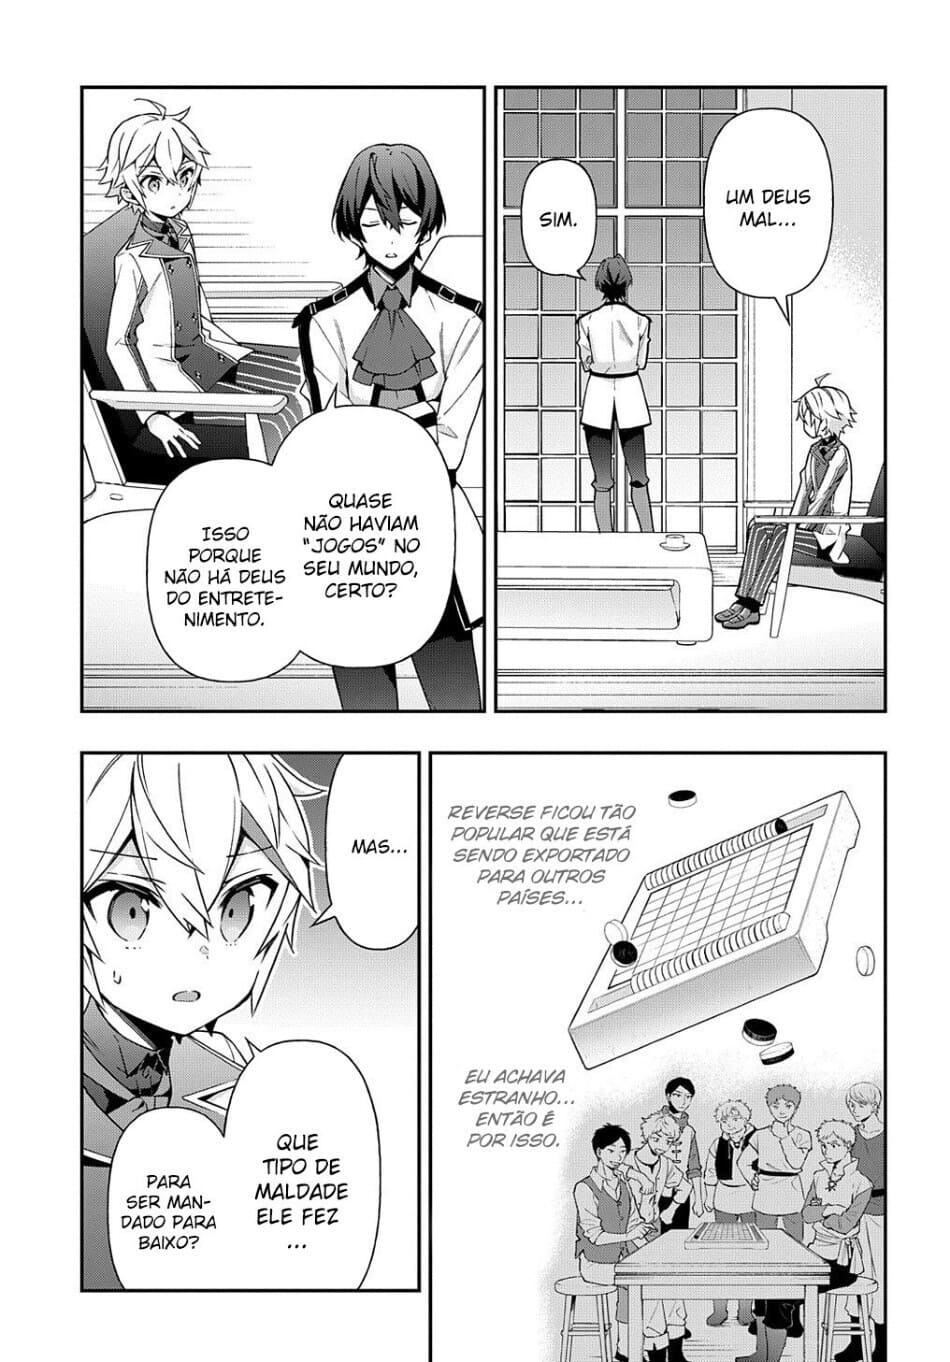 UM DEUS
MAL...
SIM.
QUASE
NÃO HAVIAM
"JOGOS" NO
SEU MUNDO,
CERTO?
ISSO
PORQUE
NÃO HÁ DEUS
DO ENTRETE-
NIMENTO.
REVERSE FICOU TÃO
POPULAR QUE ESTÁ
SENDO EXPORTADO
PARA OUTROS
PAÍSES...
EU ACHAVA
ESTRANHO...
ENTÃO É
POR ISSO.
MAS...
QUE
TIPO DE
MALDADE
ELE FEZ
...
PARA
SER MAN-
DADO PARA
BAIXO?